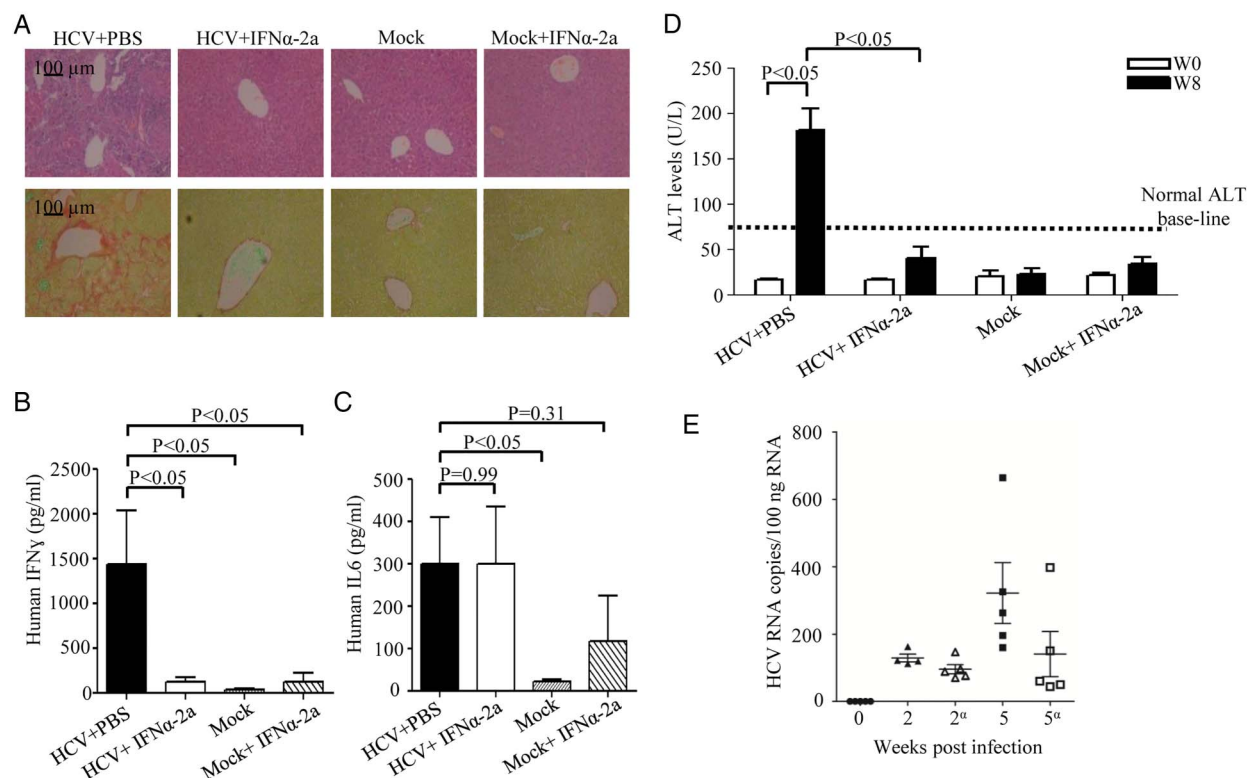 A
HCV+PBS
HCV+IFNα-2a
Mock
Mock+IFNα-2a
100 µm
100 µm
D
P<0.05
P<0.05
W0
W8
250
200
150
100
50
0
ALT levels (U/L)
Normal ALT
base-line
HCV+PBS
HCV+ IFNα-2a
Mock
Mock+ IFNα-2a
B
P<0.05
P<0.05
P<0.05
2500
2000
1500
1000
500
0
Human IFNγ (pg/ml)
HCV+PBS
HCV+ IFNα-2a
Mock
Mock+ IFNα-2a
C
P=0.31
P<0.05
P=0.99
500
400
300
300
200
100
0
Human IL6 (pg/ml)
HCV+PBS
HCV+ IFNα-2a
Mock
Mock+ IFNα-2a
E
800
600
400
200
0
HCV RNA copies/100 ng RNA
0
2
2α
5
5α
Weeks post infection